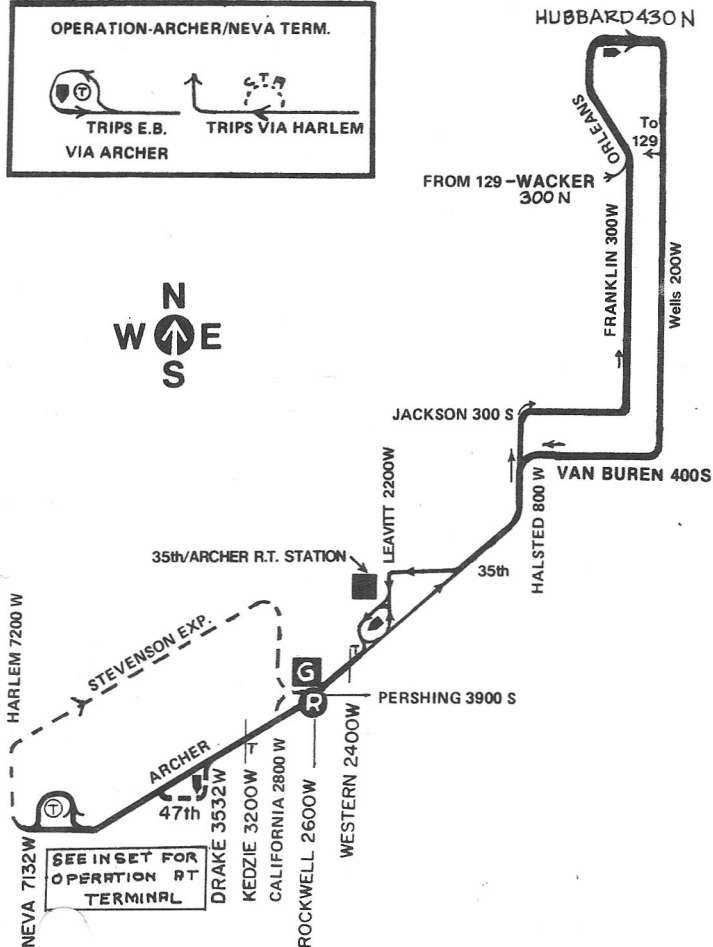 OPERATION-ARCHER/NEVA TERM.
T
TRIPS E.B.
VIA ARCHER
C.T.A
TRIPS VIA HARLEM
HUBBARD 430 N
ORLEANS
To
129
FROM 129 - WACKER
300 N
FRANKLIN 300W
Wells 200W
N
W E
S
JACKSON 300 S
VAN BUREN 400S
HALSTED 800 W
LEAVITT 2200W
35th/ARCHER R.T. STATION
35th
T
HARLEM 7200 W
STEVENSON EXP.
G
R
PERSHING 3900 S
ARCHER
T
47th
T
NEVA 7132W
SEE INSET FOR
OPERATION AT
TERMINAL
DRAKE 3532W
KEDZIE 3200W
CALIFORNIA 2800 W
ROCKWELL 2600W
WESTERN 2400W